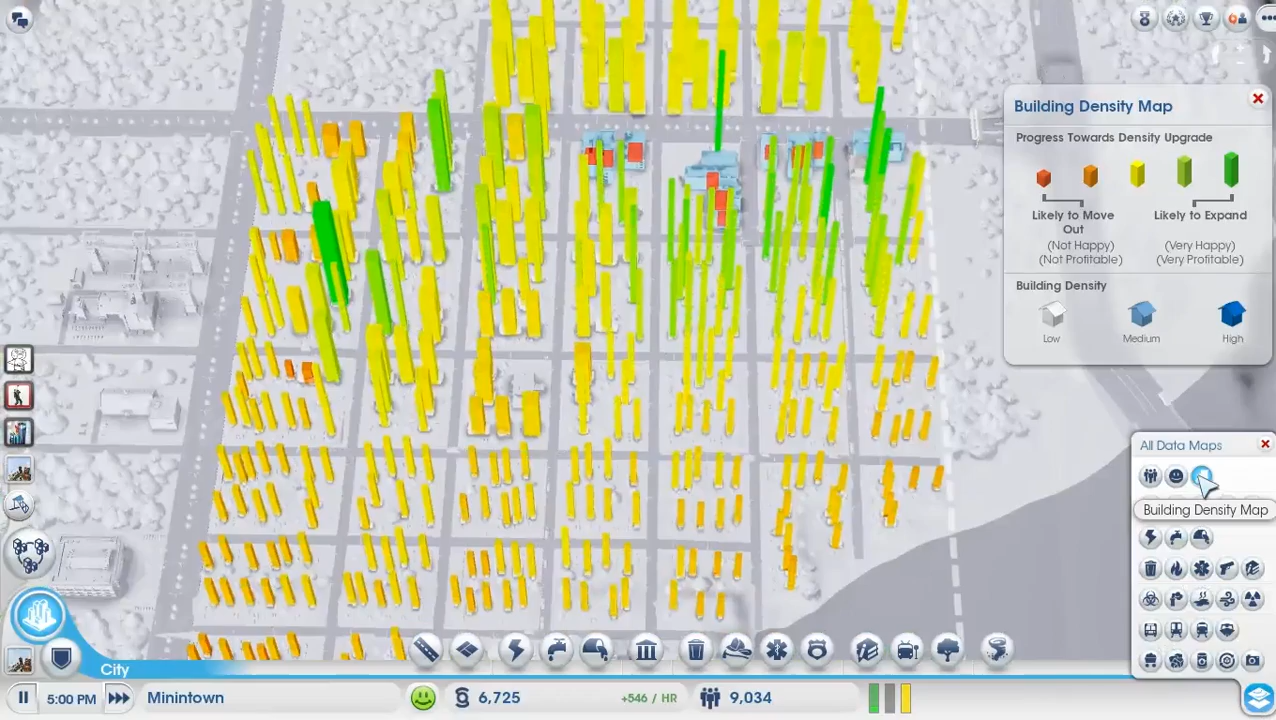 Building Density Map
Progress Towards Density Upgrade
Likely to Move
Out
(Not Happy)
(Not Profitable)
Likely to Expand
(Very Happy)
(Very Profitable)
Building Density
Low
Medium
High
All Data Maps
Building Density Map
City
5:00 PM
Minintown
6,725
+546 / HR
9,034